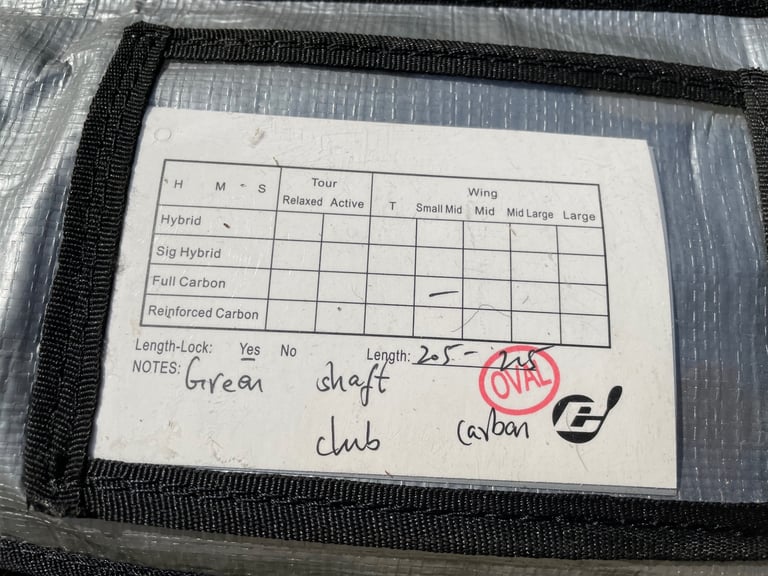 H M S Tour Wing
Relaxed Active T Small Mid Mid Mid Large Large
Hybrid
Sig Hybrid
Full Carbon –
Reinforced Carbon
Length-Lock: Yes No Length: 205 - 215
OVAL
NOTES: Green shaft
club carbon